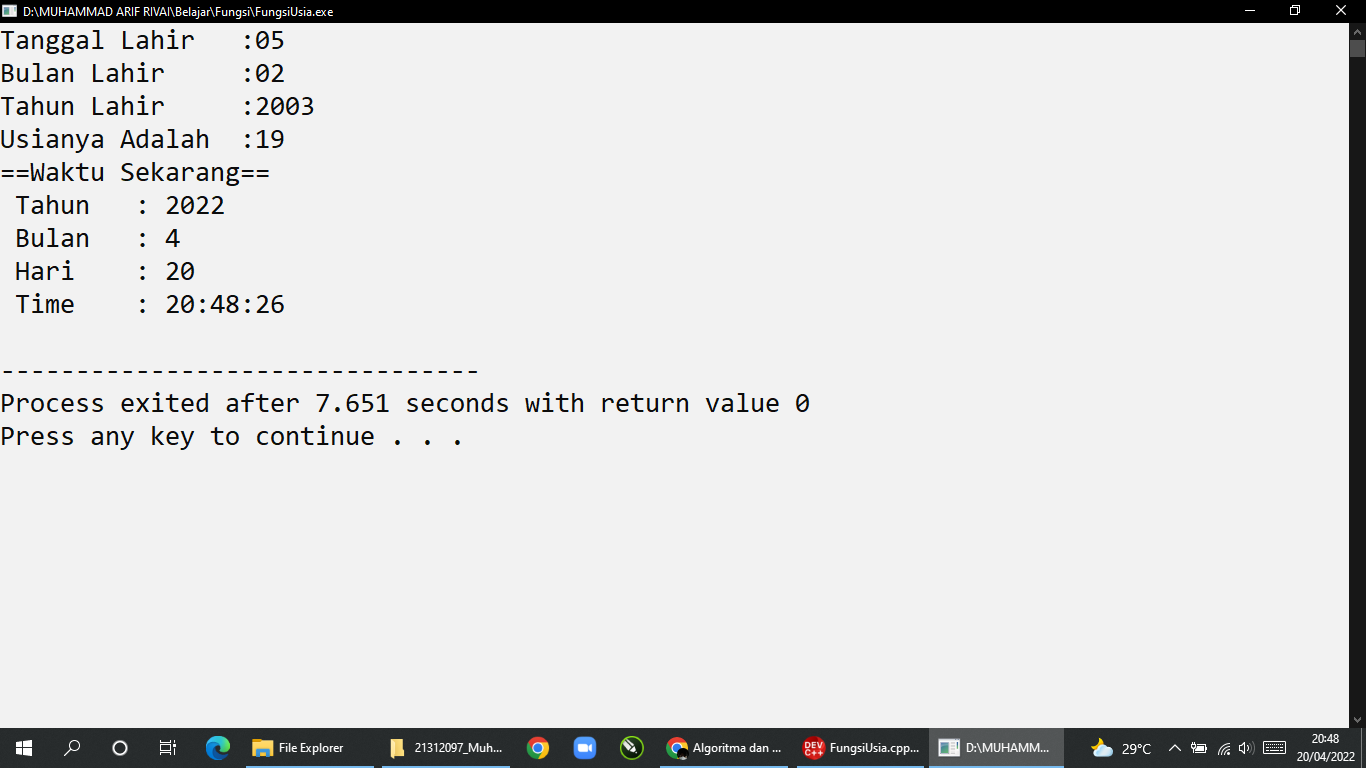 D:\MUHAMMAD ARIF RIVAI\Belajar\Fungsi\FungsiUsia.exe
Tanggal Lahir   :05
Bulan Lahir     :02
Tahun Lahir     :2003
Usianya Adalah  :19
==Waktu Sekarang==
 Tahun   : 2022
 Bulan   : 4
 Hari    : 20
 Time    : 20:48:26
--------------------------------
Process exited after 7.651 seconds with return value 0
Press any key to continue . . .
File Explorer
21312097_Muh...
Algoritma dan ...
DEV C++
FungsiUsia.cpp...
D:\MUHAMM...
29°C
20:48
20/04/2022